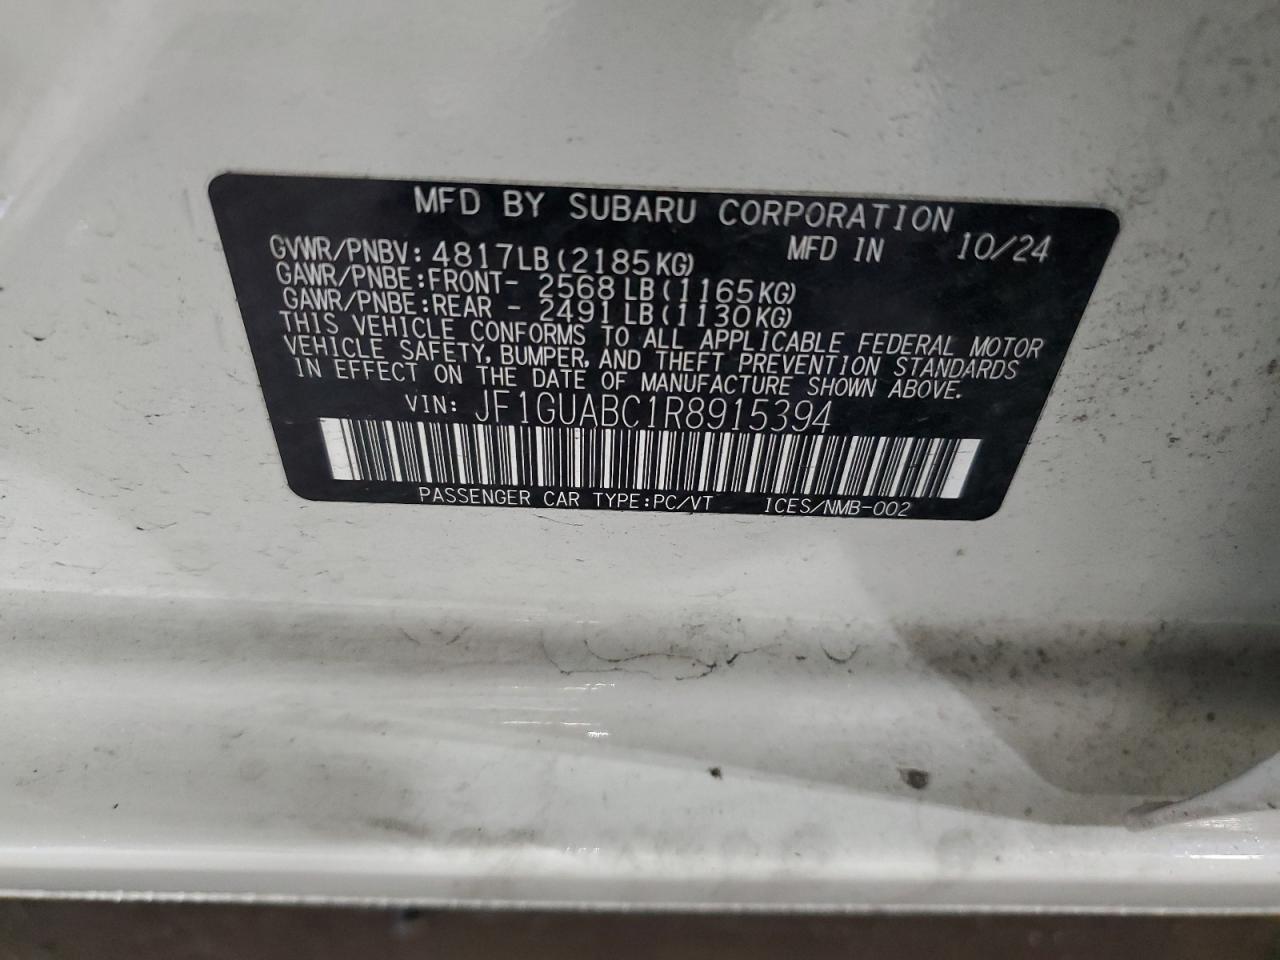 MFD BY SUBARU CORPORATION
GVWR/PNBV: 4817LB(2185KG) MFD IN 10/24
GAWR/PNBE:FRONT- 2568 LB(1165KG)
GAWR/PNBE:REAR - 2491 LB(1130KG)
THIS VEHICLE CONFORMS TO ALL APPLICABLE FEDERAL MOTOR
VEHICLE SAFETY, BUMPER, AND THEFT PREVENTION STANDARDS
IN EFFECT ON THE DATE OF MANUFACTURE SHOWN ABOVE.
VIN: JF1GUABC1R8915394
PASSENGER CAR TYPE:PC/VT ICES/NMB-002